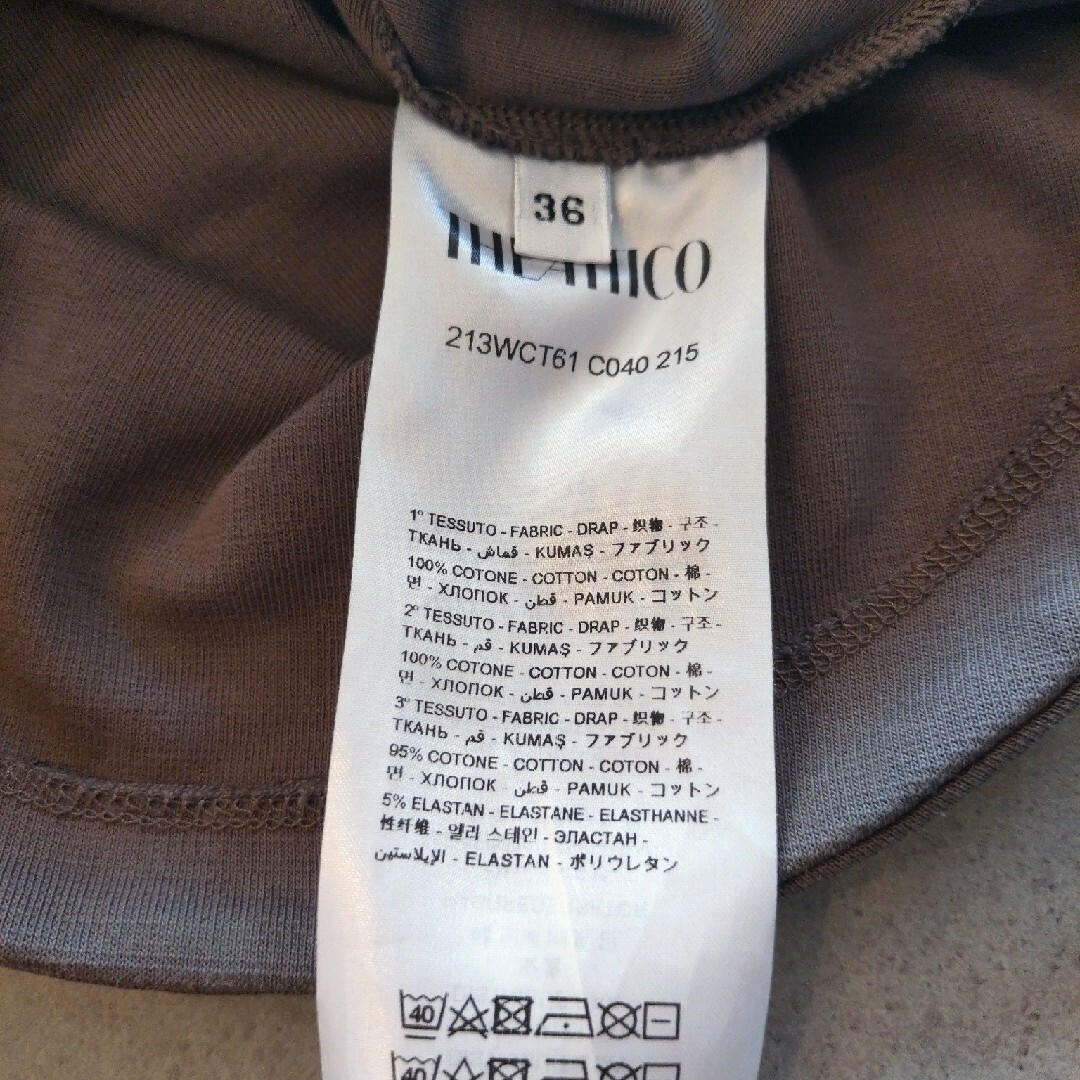 36
THE ATTICO
213WCT61 C040 215
1° TESSUTO - FABRIC - DRAP - 织物 - 구조 -
ТКАНЬ - قماش - KUMAŞ - ファブリック
100% COTONE - COTTON - COTON - 棉 -
면 - ХЛОПОК - قطن - PAMUK - コットン
2° TESSUTO - FABRIC - DRAP - 织物 - 구조 -
ТКАНЬ - قم - KUMAŞ - ファブリック
100% COTONE - COTTON - COTON - 棉 -
면 - ХЛОПОК - قطن - PAMUK - コットン
3° TESSUTO - FABRIC - DRAP - 织物 - 구조 -
ТКАНЬ - قم - KUMAŞ - ファブリック
95% COTONE - COTTON - COTON - 棉 -
면 - ХЛОПОК - قطن - PAMUK - コットン
5% ELASTAN - ELASTANE - ELASTHANNE -
性纤维 - 엘리 스테인 - ЭЛАСТАН -
الإيلاستين - ELASTAN - ポリウレタン
40
40